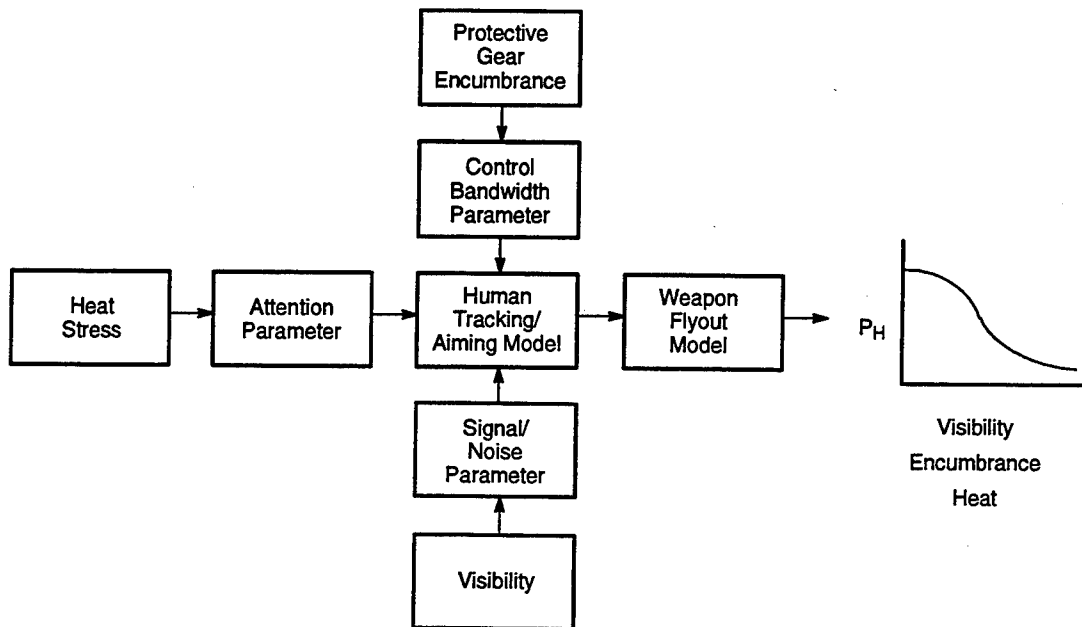 Protective
Gear
Encumbrance
Control
Bandwidth
Parameter
Heat
Stress
Attention
Parameter
Human
Tracking/
Aiming Model
Weapon
Flyout
Model
PH
Signal/
Noise
Parameter
Visibility
Visibility
Encumbrance
Heat